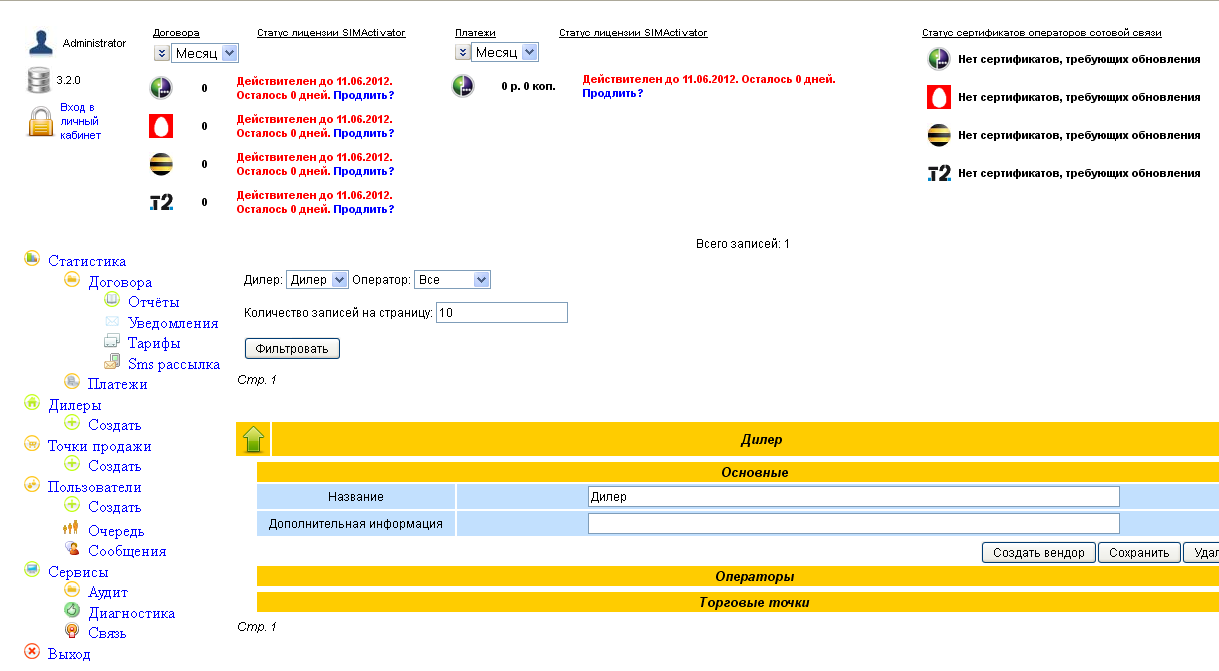 Administrator
3.2.0
Вход в
личный
кабинет
Договора
Месяц
Статус лицензии SIMActivator
0
Действителен до 11.06.2012.
Осталось 0 дней. Продлить?
0
Действителен до 11.06.2012.
Осталось 0 дней. Продлить?
0
Действителен до 11.06.2012.
Осталось 0 дней. Продлить?
T2
0
Действителен до 11.06.2012.
Осталось 0 дней. Продлить?
Платежи
Месяц
Статус лицензии SIMActivator
0 р. 0 коп.
Действителен до 11.06.2012. Осталось 0 дней.
Продлить?
Статус сертификатов операторов сотовой связи
Нет сертификатов, требующих обновления
Нет сертификатов, требующих обновления
Нет сертификатов, требующих обновления
T2 Нет сертификатов, требующих обновления
Статистика
Договора
Отчёты
Уведомления
Тарифы
Sms рассылка
Платежи
Дилеры
Создать
Точки продажи
Создать
Пользователи
Создать
Очередь
Сообщения
Сервисы
Аудит
Диагностика
Связь
Выход
Всего записей: 1
Дилер: Дилер Оператор: Все
Количество записей на страницу: 10
Фильтровать
Стр. 1
Дилер
Основные
Название Дилер
Дополнительная информация
Создать вендор Сохранить Удал
Операторы
Торговые точки
Стр. 1